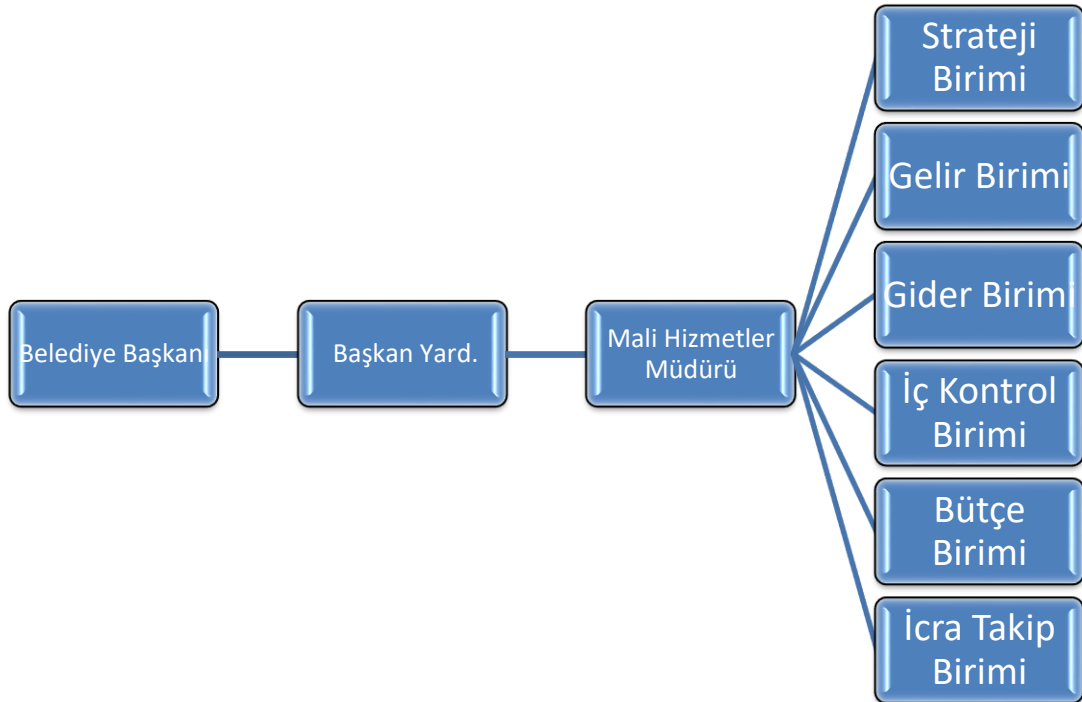 Strateji
Birimi
Gelir Birimi
Gider Birimi
Belediye Başkan
Başkan Yard.
Mali Hizmetler
Müdürü
İç Kontrol
Birimi
Bütçe
Birimi
İcra Takip
Birimi